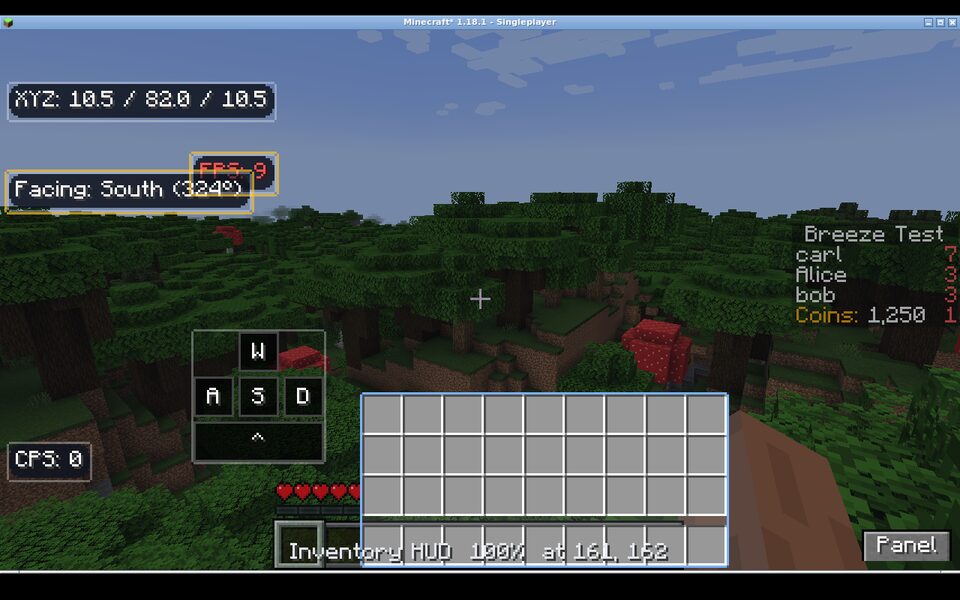 Minecraft* 1.18.1 - Singleplayer
XYZ: 10.5 / 82.0 / 10.5
FPS: 9
Facing: South (324°)
Breeze Test
carl 7
Alice 3
bob 3
Coins: 1,250 1
W
A S D
^
CPS: 0
Inventory HUD 100% at 161, 162
Panel